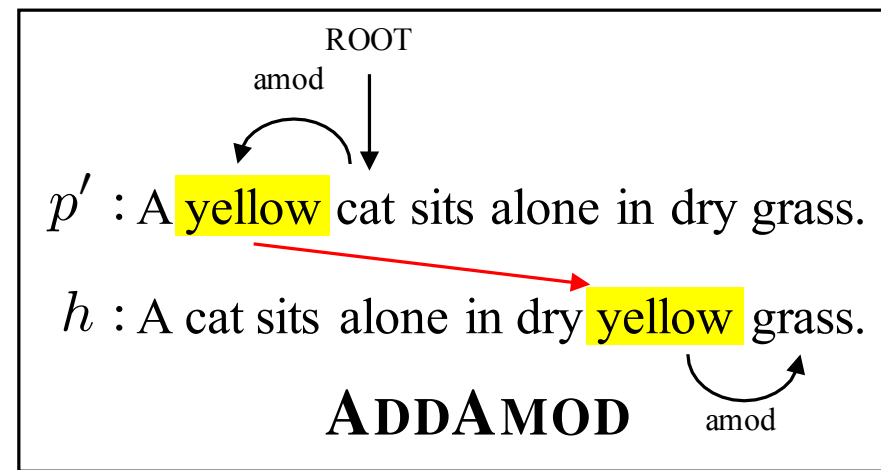 ROOT
amod
p′ : A yellow cat sits alone in dry grass.
h : A cat sits alone in dry yellow grass.
ADDAMOD
amod